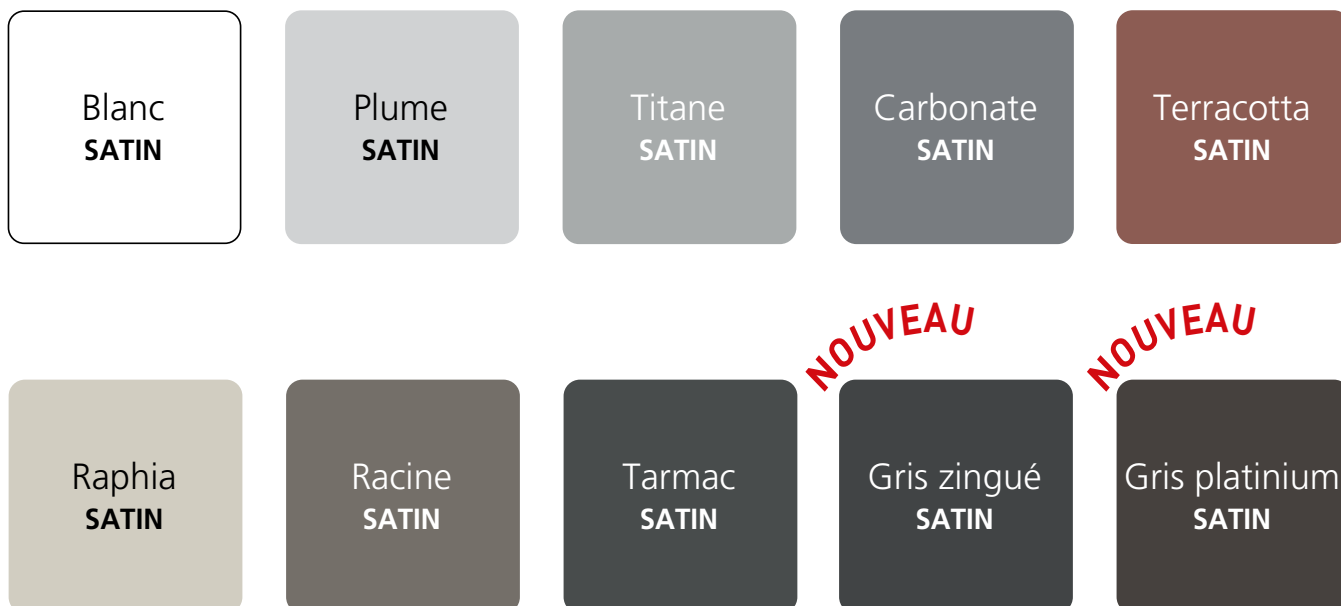 Blanc
SATIN
Plume
SATIN
Titane
SATIN
Carbonate
SATIN
Terracotta
SATIN
Raphia
SATIN
Racine
SATIN
Tarmac
SATIN
NOUVEAU
Gris zingué
SATIN
NOUVEAU
Gris platinium
SATIN